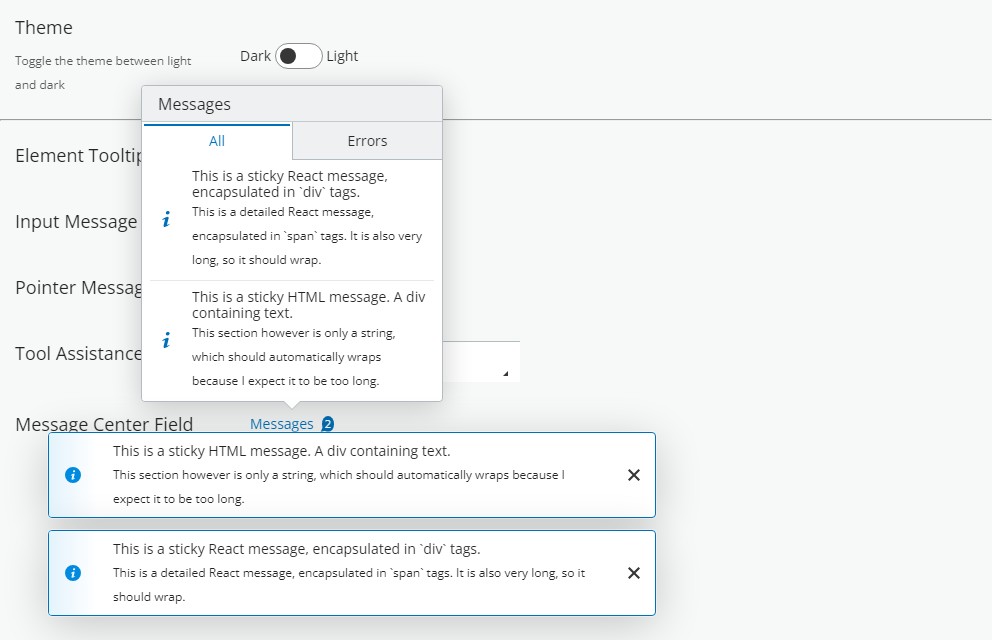 Theme
Toggle the theme between light
and dark
Dark
Light
Messages
All
Errors
This is a sticky React message,
encapsulated in `div` tags.
This is a detailed React message,
encapsulated in `span` tags. It is also very
long, so it should wrap.
This is a sticky HTML message. A div
containing text.
This section however is only a string,
which should automatically wraps
because I expect it to be too long.
Element Tooltip
Input Message
Pointer Messag
Tool Assistance
Message Center Field
Messages 2
This is a sticky HTML message. A div containing text.
This section however is only a string, which should automatically wraps because I
expect it to be too long.
This is a sticky React message, encapsulated in `div` tags.
This is a detailed React message, encapsulated in `span` tags. It is also very long, so it
should wrap.